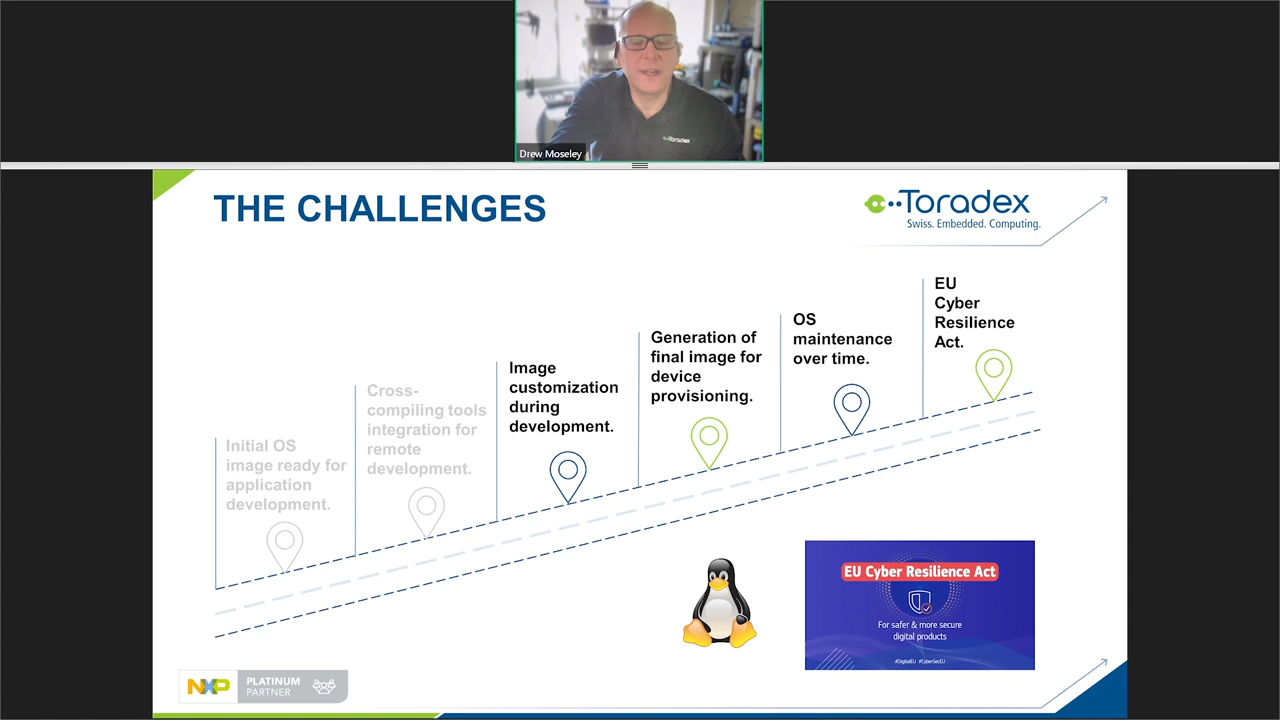 Toradex
Drew Moseley
THE CHALLENGES
Toradex
Swiss. Embedded. Computing.
Initial OS
image ready for
application
development.
Cross-
compiling tools
integration for
remote
development.
Image
customization
during
development.
Generation of
final image for
device
provisioning.
OS
maintenance
over time.
EU
Cyber
Resilience
Act.
EU Cyber Resilience Act
For safer & more secure
digital products
#DigitalEU #CyberSecEU
NXP
PLATINUM
PARTNER